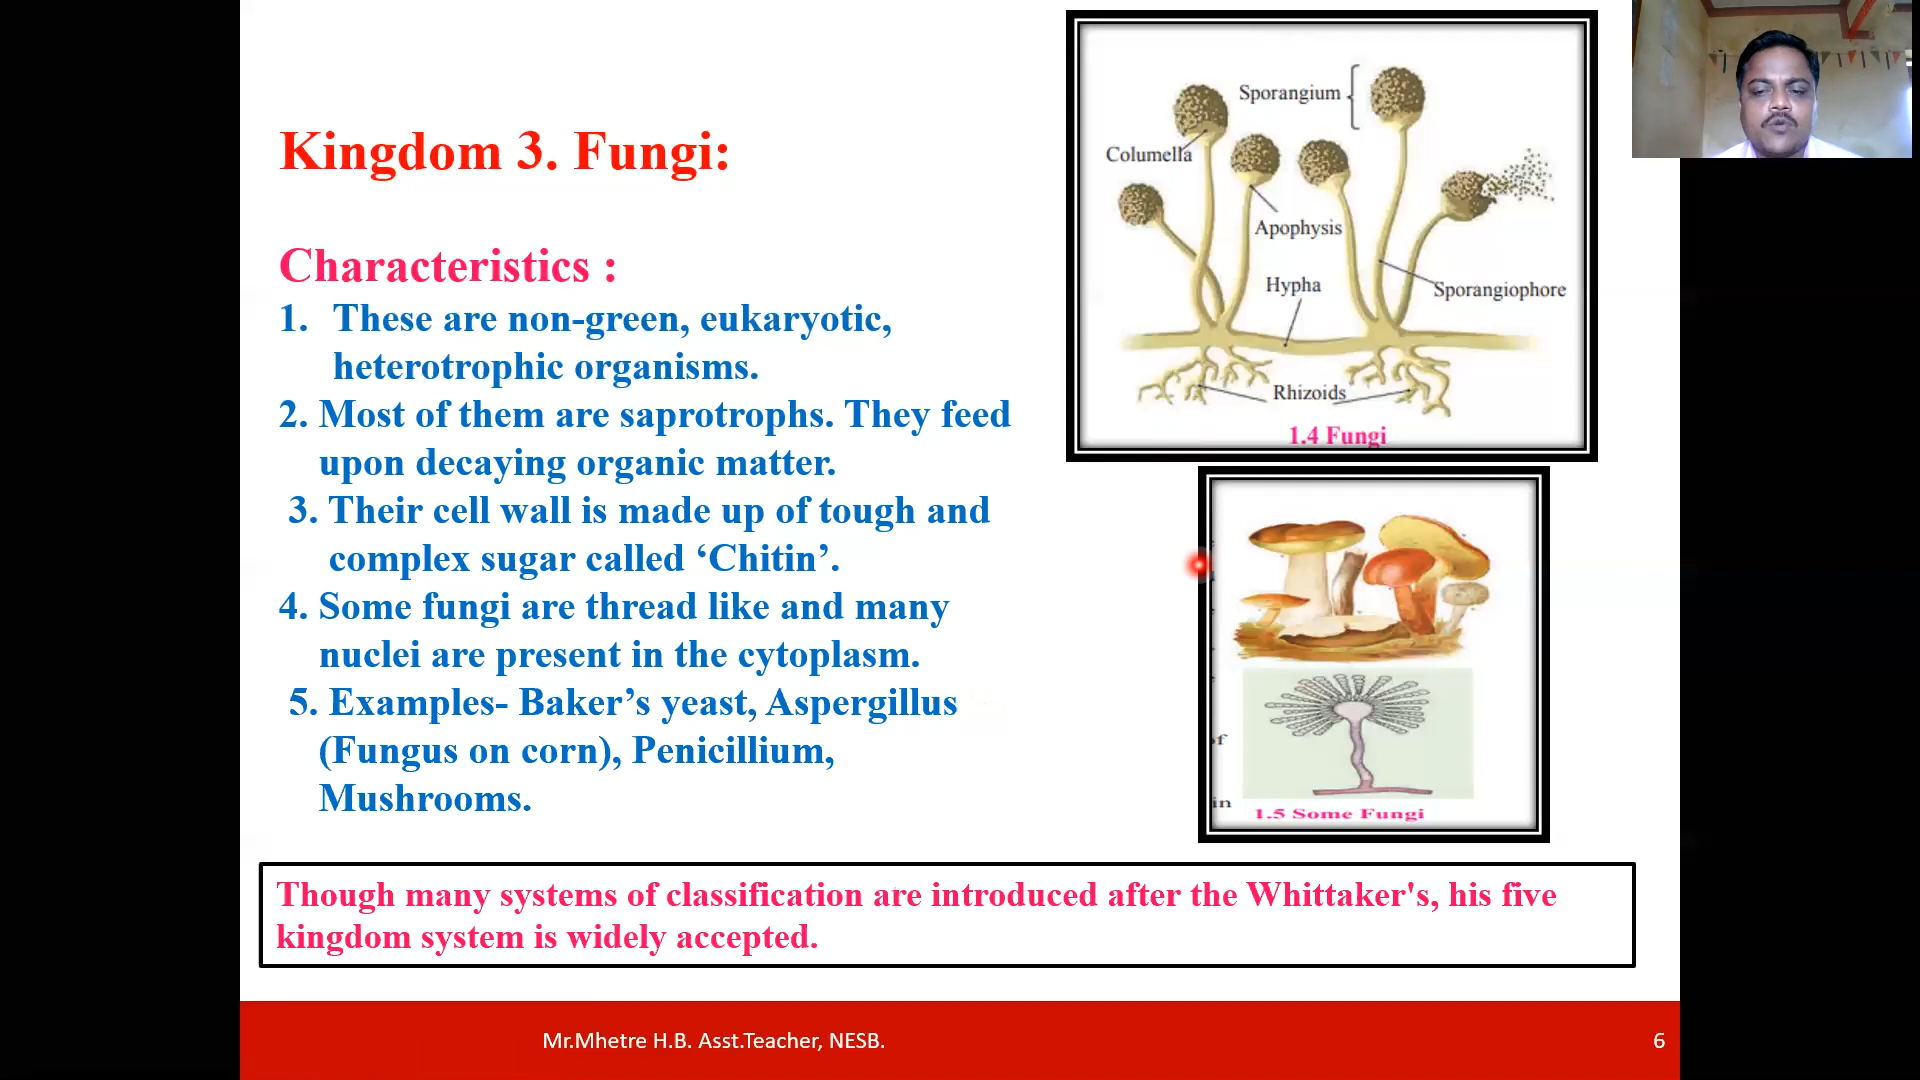 Kingdom 3. Fungi:
Characteristics :
1. These are non-green, eukaryotic,
heterotrophic organisms.
2. Most of them are saprotrophs. They feed
upon decaying organic matter.
3. Their cell wall is made up of tough and
complex sugar called ‘Chitin’.
4. Some fungi are thread like and many
nuclei are present in the cytoplasm.
5. Examples- Baker’s yeast, Aspergillus
(Fungus on corn), Penicillium,
Mushrooms.
Sporangium
Columella
Apophysis
Hypha
Sporangiophore
Rhizoids
1.4 Fungi
of
in
1.5 Some Fungi
Though many systems of classification are introduced after the Whittaker's, his five
kingdom system is widely accepted.
Mr.Mhetre H.B. Asst.Teacher, NESB.
6